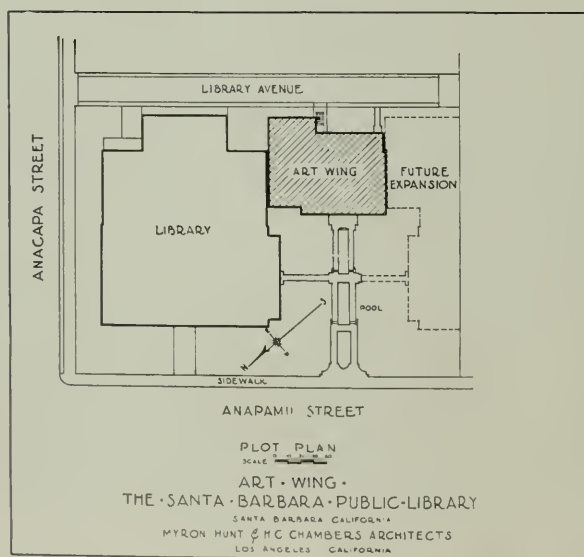 LIBRARY AVENUE
ART WING
FUTURE
EXPANSION
ANACAPA STREET
LIBRARY
POOL
N
SIDEWALK
ANAPAMU STREET
PLOT PLAN
SCALE
ART · WING ·
THE · SANTA · BARBARA · PUBLIC · LIBRARY
SANTA BARBARA CALIFORNIA
MYRON HUNT & H C CHAMBERS ARCHITECTS
LOS ANGELES CALIFORNIA